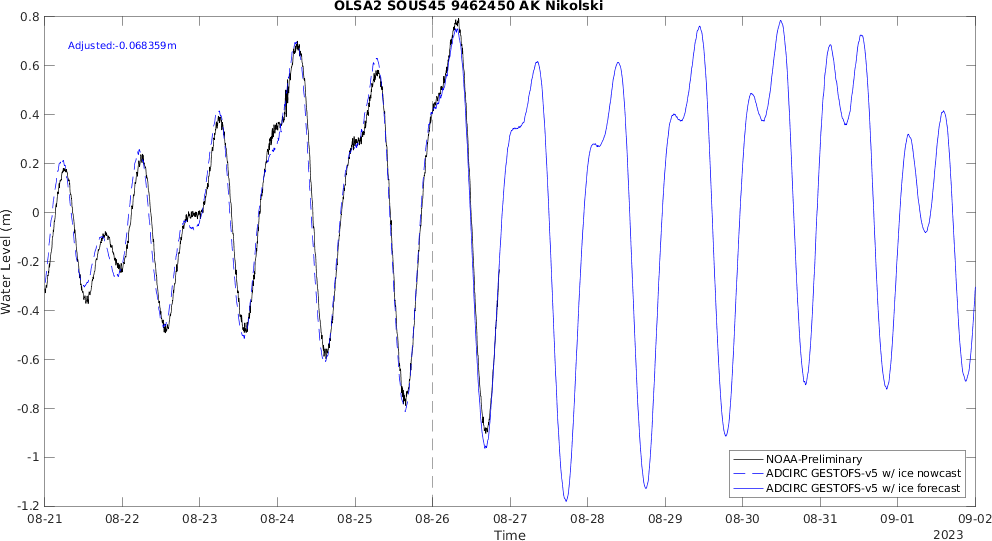 OLSA2 SOUS45 9462450 AK Nikolski
Adjusted:-0.068359m
Water Level (m)
0.8
0.6
0.4
0.2
0
-0.2
-0.4
-0.6
-0.8
-1
-1.2
NOAA-Preliminary
ADCIRC GESTOFS-v5 w/ ice nowcast
ADCIRC GESTOFS-v5 w/ ice forecast
08-21 08-22 08-23 08-24 08-25 08-26 08-27 08-28 08-29 08-30 08-31 09-01 09-02
Time
2023